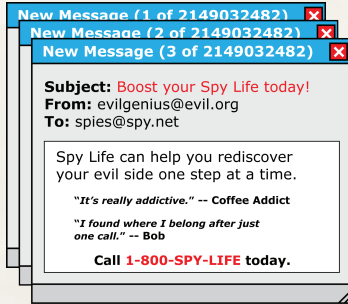 New Message (1 of 2149032482)
New Message (2 of 2149032482)
New Message (3 of 2149032482)
Subject: Boost your Spy Life today!
From: evilgenius@evil.org
To: spies@spy.net
Spy Life can help you rediscover
your evil side one step at a time.
"It's really addictive." -- Coffee Addict
"I found where I belong after just
one call." -- Bob
Call 1-800-SPY-LIFE today.